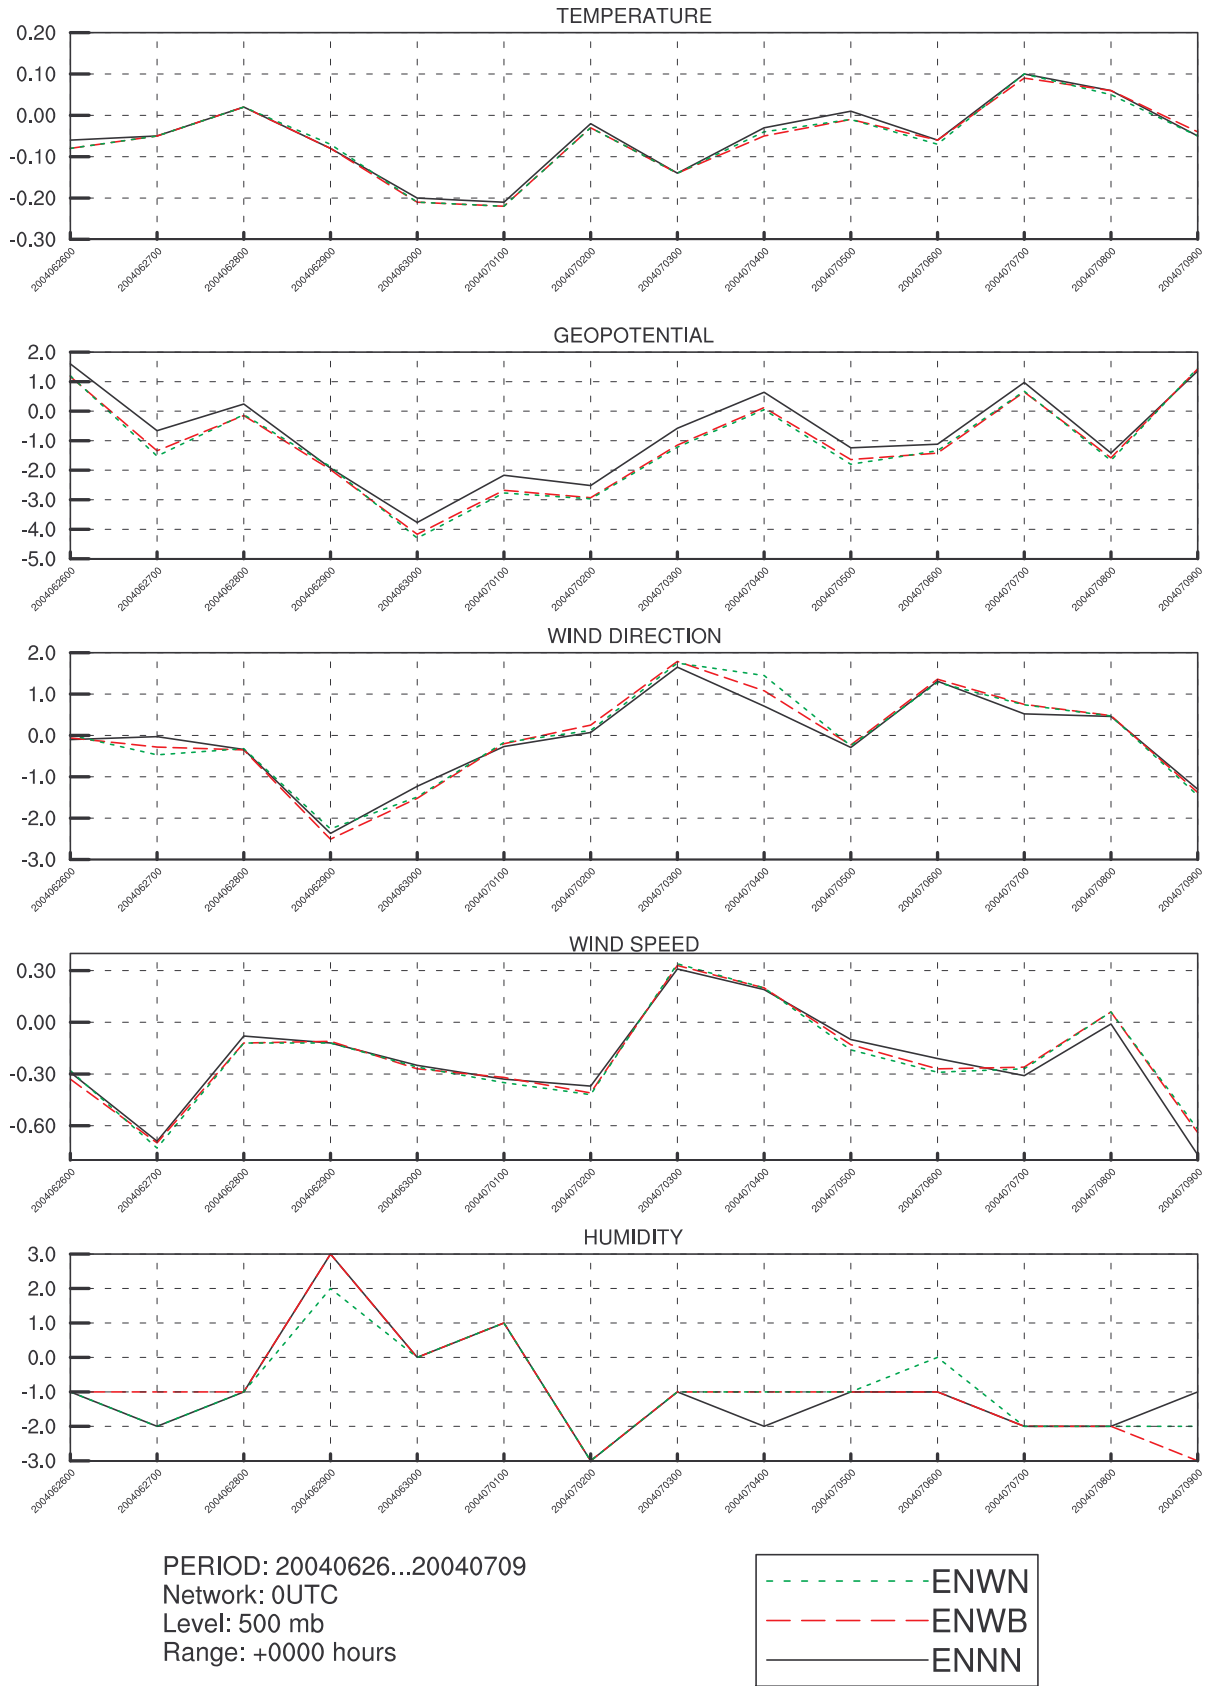 TEMPERATURE
0.20
0.10
0.00
-0.10
-0.20
-0.30
2004062600 2004062700 2004062800 2004062900 2004063000 2004070100 2004070200 2004070300 2004070400 2004070500 2004070600 2004070700 2004070800 2004070900
GEOPOTENTIAL
2.0
1.0
0.0
-1.0
-2.0
-3.0
-4.0
-5.0
2004062600 2004062700 2004062800 2004062900 2004063000 2004070100 2004070200 2004070300 2004070400 2004070500 2004070600 2004070700 2004070800 2004070900
WIND DIRECTION
2.0
1.0
0.0
-1.0
-2.0
-3.0
2004062600 2004062700 2004062800 2004062900 2004063000 2004070100 2004070200 2004070300 2004070400 2004070500 2004070600 2004070700 2004070800 2004070900
WIND SPEED
0.30
0.00
-0.30
-0.60
2004062600 2004062700 2004062800 2004062900 2004063000 2004070100 2004070200 2004070300 2004070400 2004070500 2004070600 2004070700 2004070800 2004070900
HUMIDITY
3.0
2.0
1.0
0.0
-1.0
-2.0
-3.0
2004062600 2004062700 2004062800 2004062900 2004063000 2004070100 2004070200 2004070300 2004070400 2004070500 2004070600 2004070700 2004070800 2004070900
PERIOD: 20040626...20040709
Network: 0UTC
Level: 500 mb
Range: +0000 hours
ENWN
ENWB
ENNN